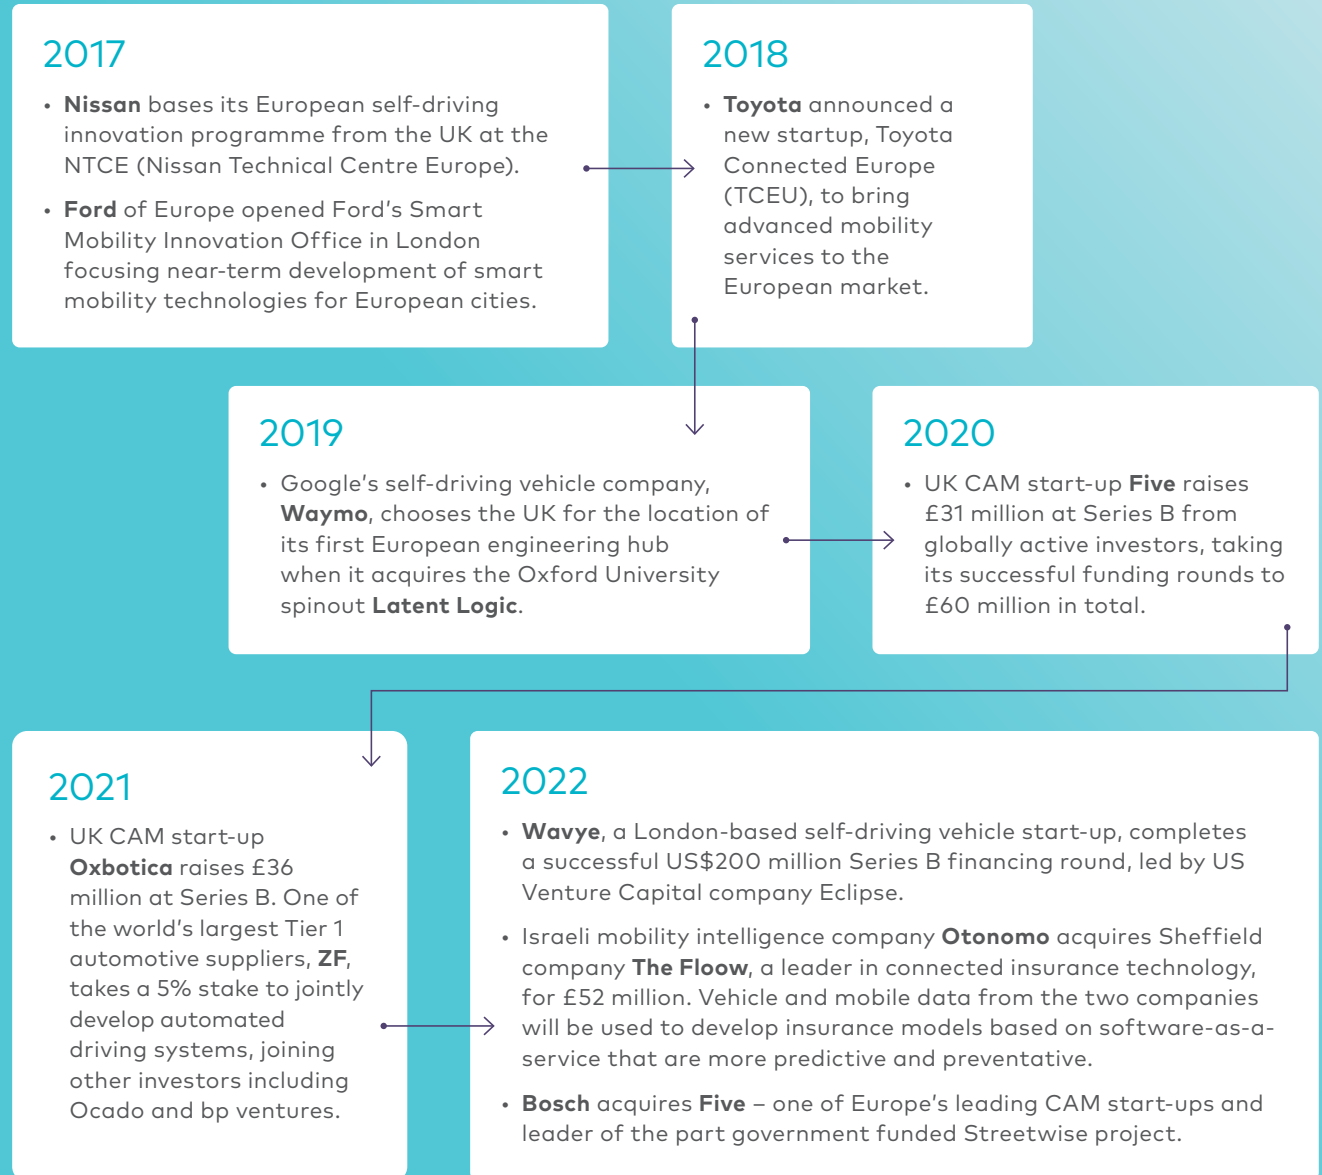 2017
• Nissan bases its European self-driving
innovation programme from the UK at the
NTCE (Nissan Technical Centre Europe).
• Ford of Europe opened Ford’s Smart
Mobility Innovation Office in London
focusing near-term development of smart
mobility technologies for European cities.
2018
• Toyota announced a
new startup, Toyota
Connected Europe
(TCEU), to bring
advanced mobility
services to the
European market.
2019
• Google’s self-driving vehicle company,
Waymo, chooses the UK for the location of
its first European engineering hub
when it acquires the Oxford University
spinout Latent Logic.
2020
• UK CAM start-up Five raises
£31 million at Series B from
globally active investors, taking
its successful funding rounds to
£60 million in total.
2021
• UK CAM start-up
Oxbotica raises £36
million at Series B. One of
the world’s largest Tier 1
automotive suppliers, ZF,
takes a 5% stake to jointly
develop automated
driving systems, joining
other investors including
Ocado and bp ventures.
2022
• Wavye, a London-based self-driving vehicle start-up, completes
a successful US$200 million Series B financing round, led by US
Venture Capital company Eclipse.
• Israeli mobility intelligence company Otonomo acquires Sheffield
company The Floow, a leader in connected insurance technology,
for £52 million. Vehicle and mobile data from the two companies
will be used to develop insurance models based on software-as-a-
service that are more predictive and preventative.
• Bosch acquires Five – one of Europe’s leading CAM start-ups and
leader of the part government funded Streetwise project.